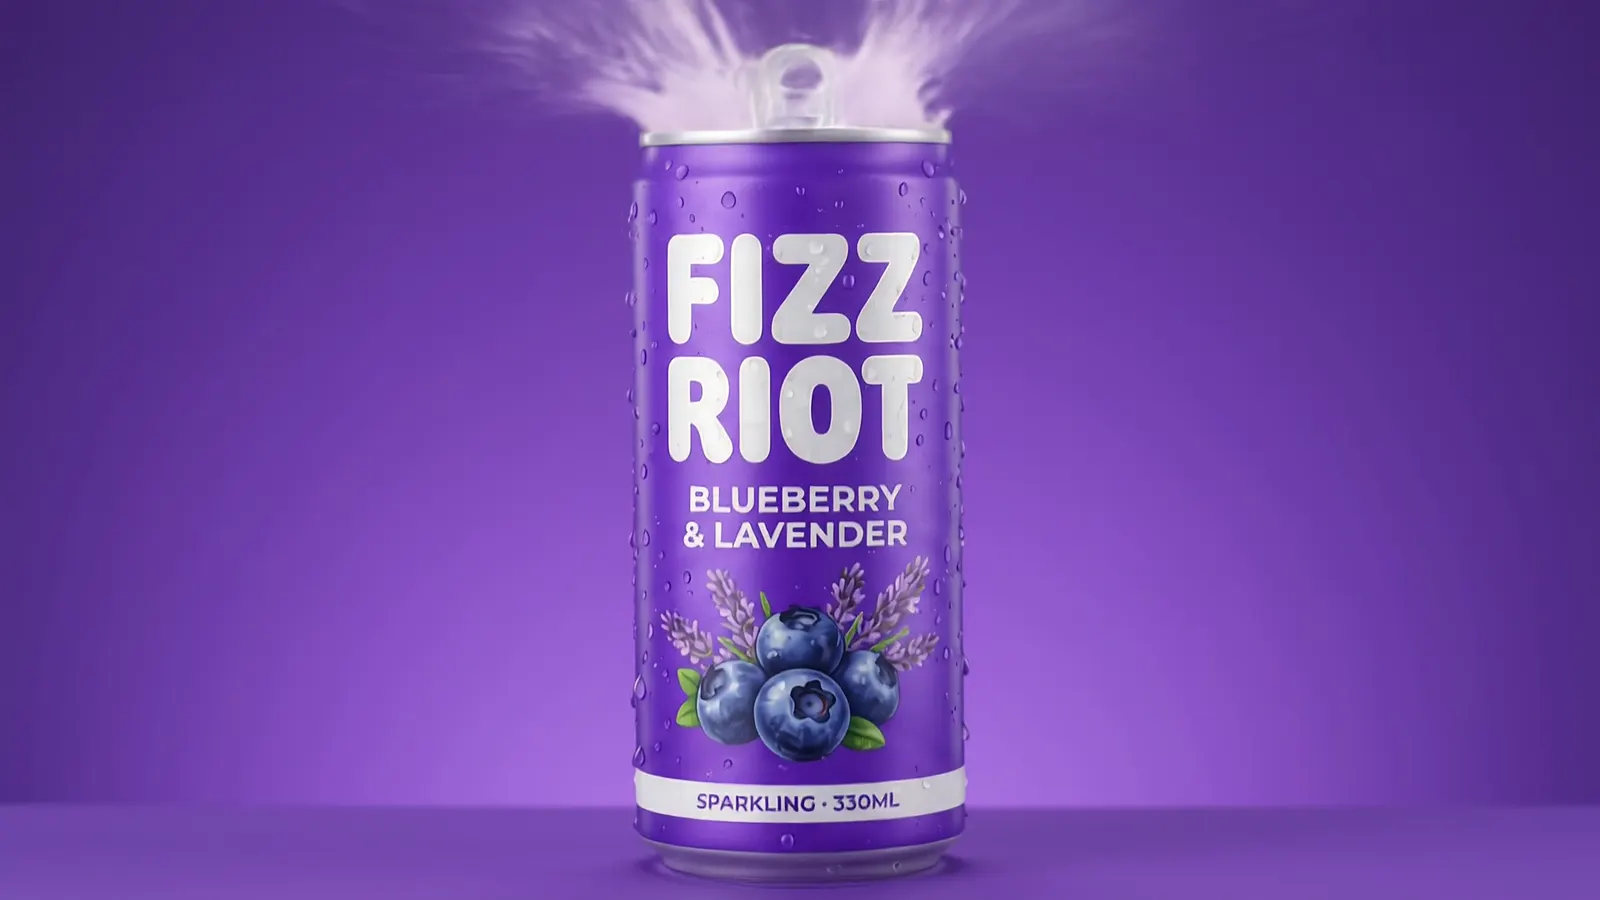 FIZZ
RIOT
BLUEBERRY
& LAVENDER
SPARKLING · 330ML